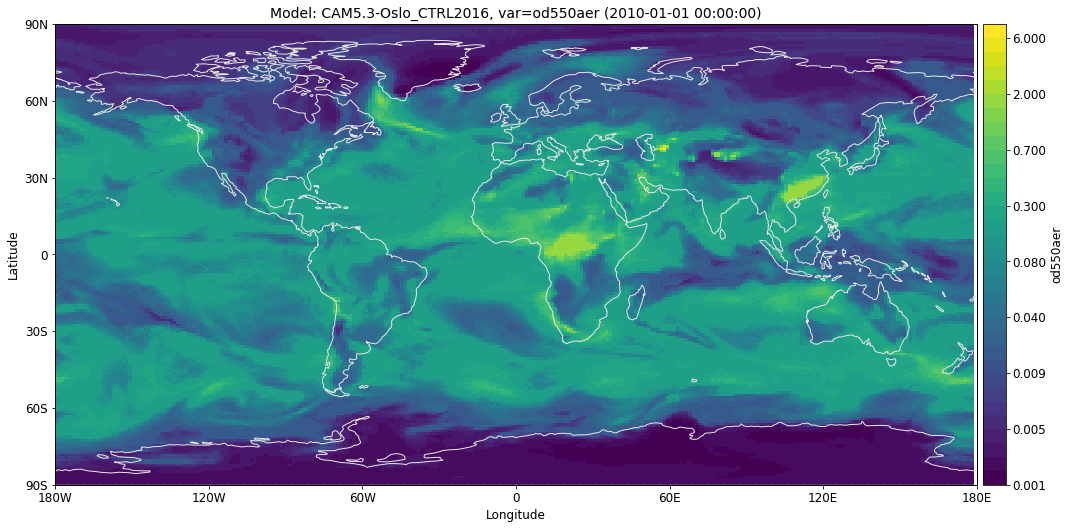 Model: CAM5.3-Oslo_CTRL2016, var=od550aer (2010-01-01 00:00:00)
90N
60N
30N
0
30S
60S
90S
Latitude
180W
120W
60W
0
60E
120E
180E
Longitude
6.000
2.000
0.700
0.300
0.080
0.040
0.009
0.005
0.001
od550aer